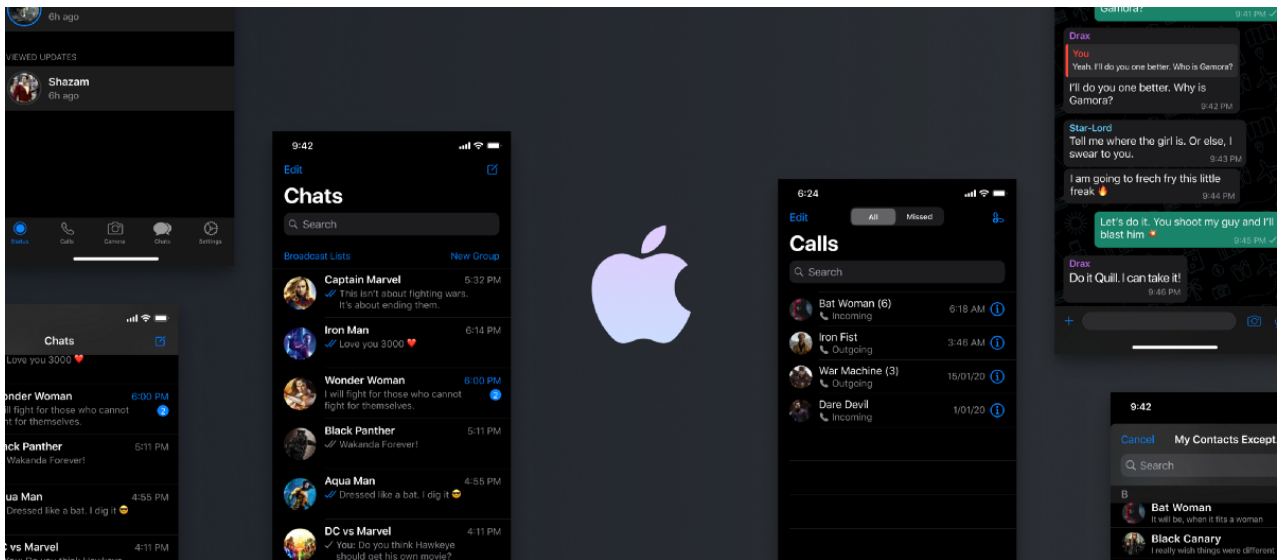 6h ago
VIEWED UPDATES
Shazam
6h ago
Status
Calls
Camera
Chats
Settings
Chats
Love you 3000 ❤️
onder Woman
6:00 PM
ill fight for those who cannot
2
ht for themselves.
ack Panther
5:11 PM
Wakanda Forever!
ua Man
4:55 PM
Dressed like a bat. I dig it 😎
C vs Marvel
4:11 PM
9:42
Edit
Chats
Search
Broadcast Lists
New Group
Captain Marvel
5:32 PM
This isn't about fighting wars.
It's about ending them.
Iron Man
6:14 PM
Love you 3000 ❤️
Wonder Woman
6:00 PM
I will fight for those who cannot
2
fight for themselves.
Black Panther
5:11 PM
Wakanda Forever!
Aqua Man
4:55 PM
Dressed like a bat. I dig it 😎
DC vs Marvel
4:11 PM
You: Do you think Hawkeye
should get his own movie?
6:24
Edit
All
Missed
Calls
Search
Bat Woman (6)
Incoming
6:18 AM
Iron Fist
Outgoing
3:46 AM
War Machine (3)
Outgoing
15/01/20
Dare Devil
Incoming
1/01/20
Gamora?
9:41 PM
Drax
You
Yeah. I'll do you one better. Who is Gamora?
I'll do you one better. Why is
Gamora?
9:42 PM
Star-Lord
Tell me where the girl is. Or else, I
swear to you.
9:43 PM
I am going to frech fry this little
freak 🔥
9:44 PM
Let's do it. You shoot my guy and I'll
blast him 💥
9:45 PM
Drax
Do it Quill. I can take it!
9:46 PM
9:42
Cancel
My Contacts Except
Search
B
Bat Woman
It will be, when it fits a woman
Black Canary
I really wish things were different